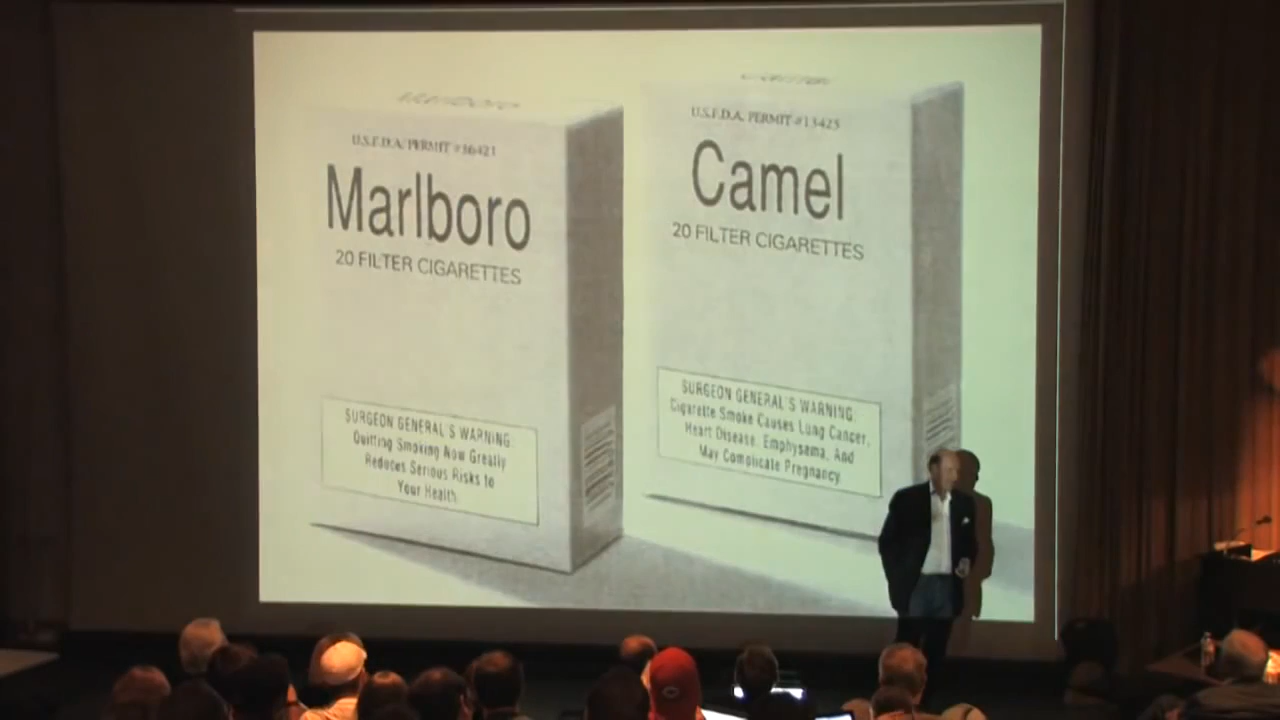 U.S.F.D.A. PERMIT #16421
Marlboro
20 FILTER CIGARETTES
SURGEON GENERAL'S WARNING:
Quitting Smoking Now Greatly
Reduces Serious Risks to
Your Health.
U.S.F.D.A. PERMIT #13425
Camel
20 FILTER CIGARETTES
SURGEON GENERAL'S WARNING:
Cigarette Smoke Causes Lung Cancer,
Heart Disease, Emphysema, And
May Complicate Pregnancy.